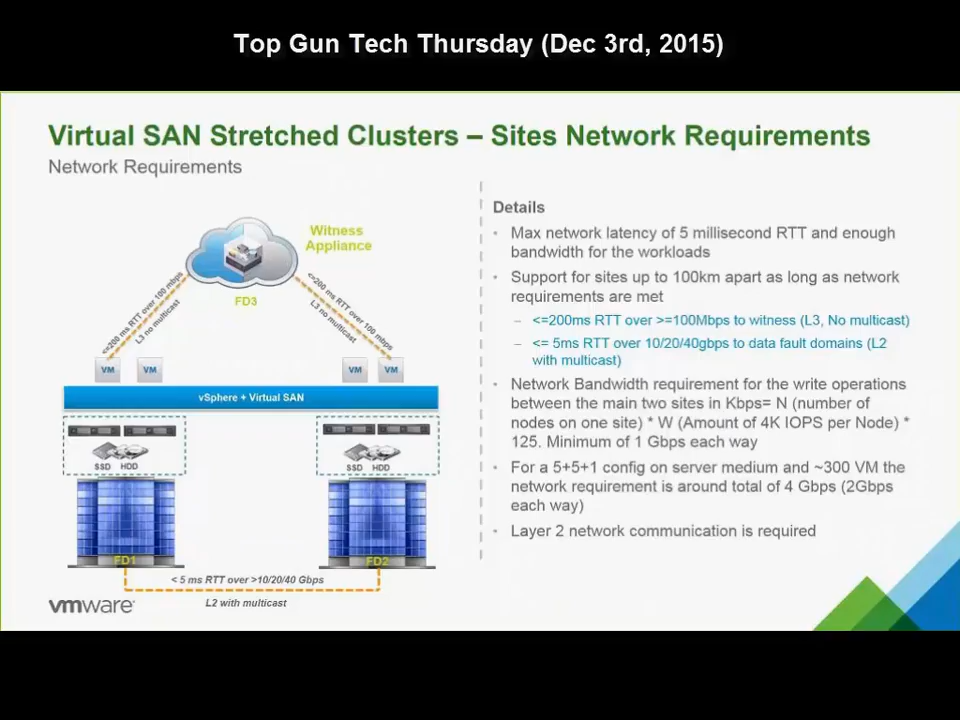 Top Gun Tech Thursday (Dec 3rd, 2015)
Virtual SAN Stretched Clusters – Sites Network Requirements
Network Requirements
Witness
Appliance
FD3
<=200 ms RTT over 100 mbps
L3 no multicast
<=200 ms RTT over 100 mbps
L3 no multicast
VM
VM
VM
VM
vSphere + Virtual SAN
SSD
HDD
SSD
HDD
FD1
FD2
< 5 ms RTT over >10/20/40 Gbps
L2 with multicast
vmware
Details
• Max network latency of 5 millisecond RTT and enough
bandwidth for the workloads
• Support for sites up to 100km apart as long as network
requirements are met
– <=200ms RTT over >=100Mbps to witness (L3, No multicast)
– <= 5ms RTT over 10/20/40gbps to data fault domains (L2
with multicast)
• Network Bandwidth requirement for the write operations
between the main two sites in Kbps= N (number of
nodes on one site) * W (Amount of 4K IOPS per Node) *
125. Minimum of 1 Gbps each way
• For a 5+5+1 config on server medium and ~300 VM the
network requirement is around total of 4 Gbps (2Gbps
each way)
• Layer 2 network communication is required